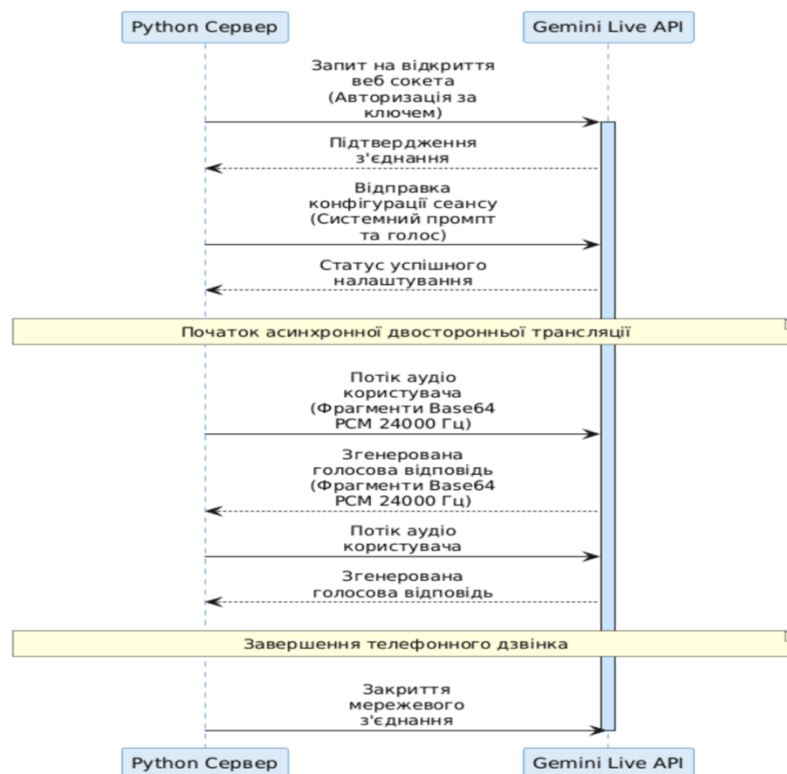 Python Сервер
Gemini Live API
Запит на відкриття
веб сокета
(Авторизація за
ключем)
Підтвердження
з'єднання
Відправка
конфігурації сеансу
(Системний промпт
та голос)
Статус успішного
налаштування
Початок асинхронної двосторонньої трансляції
Потік аудіо
користувача
(Фрагменти Base64
PCM 24000 Гц)
Згенерована
голосова відповідь
(Фрагменти Base64
PCM 24000 Гц)
Потік аудіо
користувача
Згенерована
голосова відповідь
Завершення телефонного дзвінка
Закриття
мережевого
з'єднання
Python Сервер
Gemini Live API